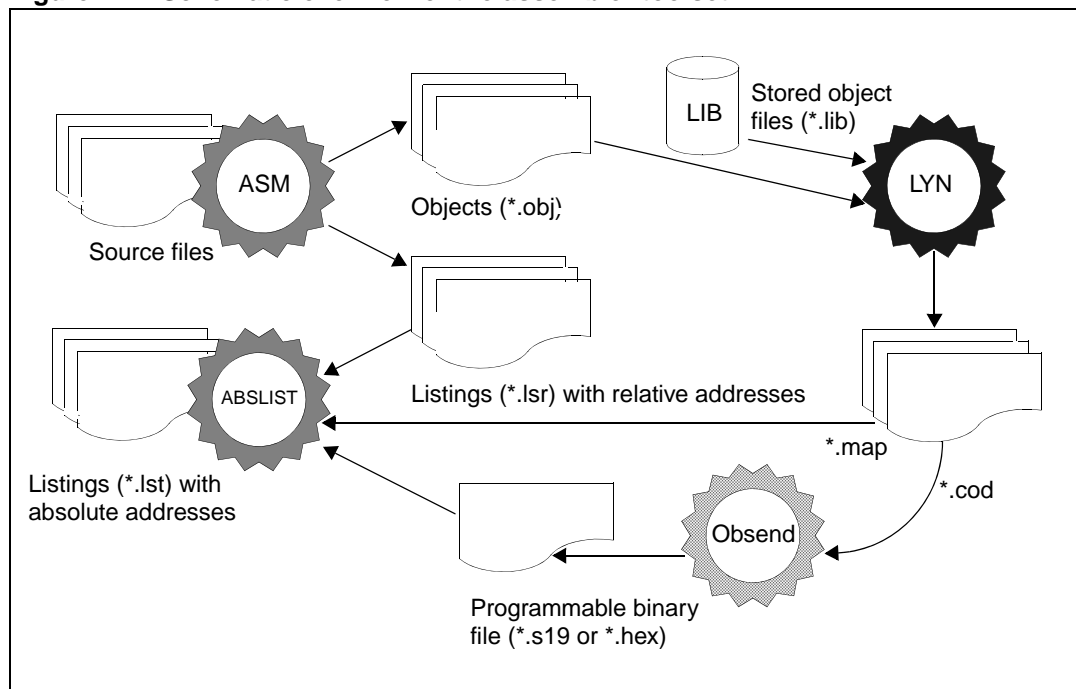 ASM
Source files
Objects (*.obj)
LIB
Stored object
files (*.lib)
LYN
ABSLIST
Listings (*.lsr) with relative addresses
*.map
*.cod
Listings (*.lst) with
absolute addresses
Obsend
Programmable binary
file (*.s19 or *.hex)